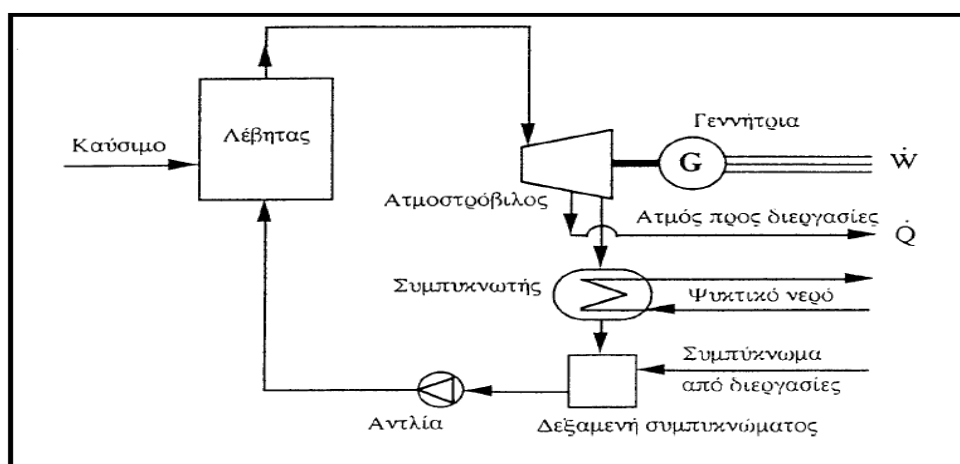 Λέβητας
Καύσιμο
Γεννήτρια
G
Ẇ
Ατμοστρόβιλος
Ατμός προς διεργασίες
Q̇
Συμπυκνωτής
Ψυκτικό νερό
Συμπύκνωμα
από διεργασίες
Αντλία
Δεξαμενή συμπυκνώματος